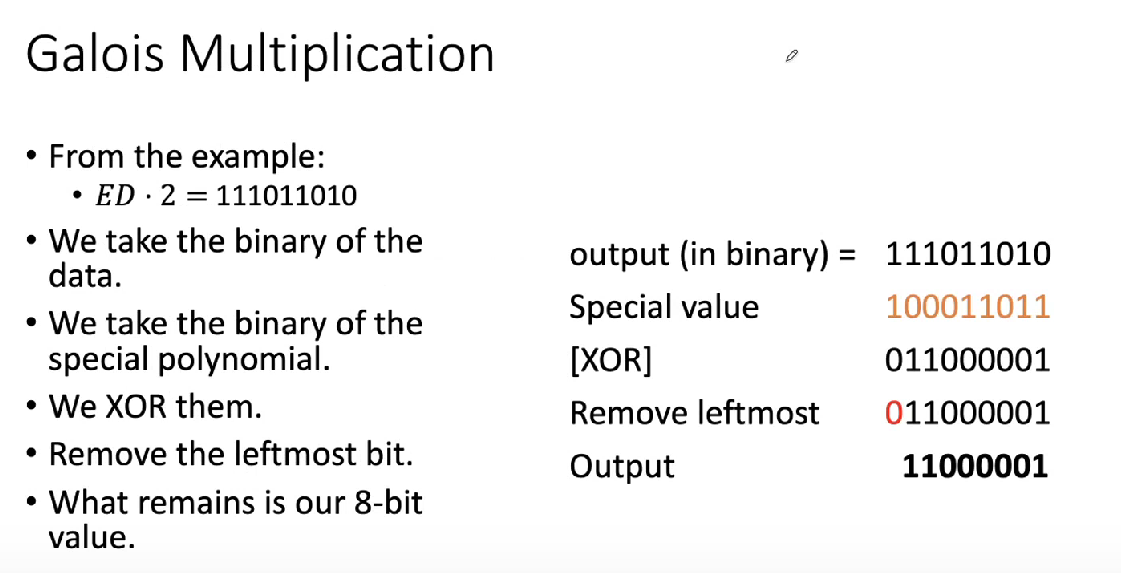 Galois Multiplication
• From the example:
• ED · 2 = 111011010
• We take the binary of the
data.
• We take the binary of the
special polynomial.
• We XOR them.
• Remove the leftmost bit.
• What remains is our 8-bit
value.
output (in binary) = 111011010
Special value 100011011
[XOR] 011000001
Remove leftmost 011000001
Output 11000001